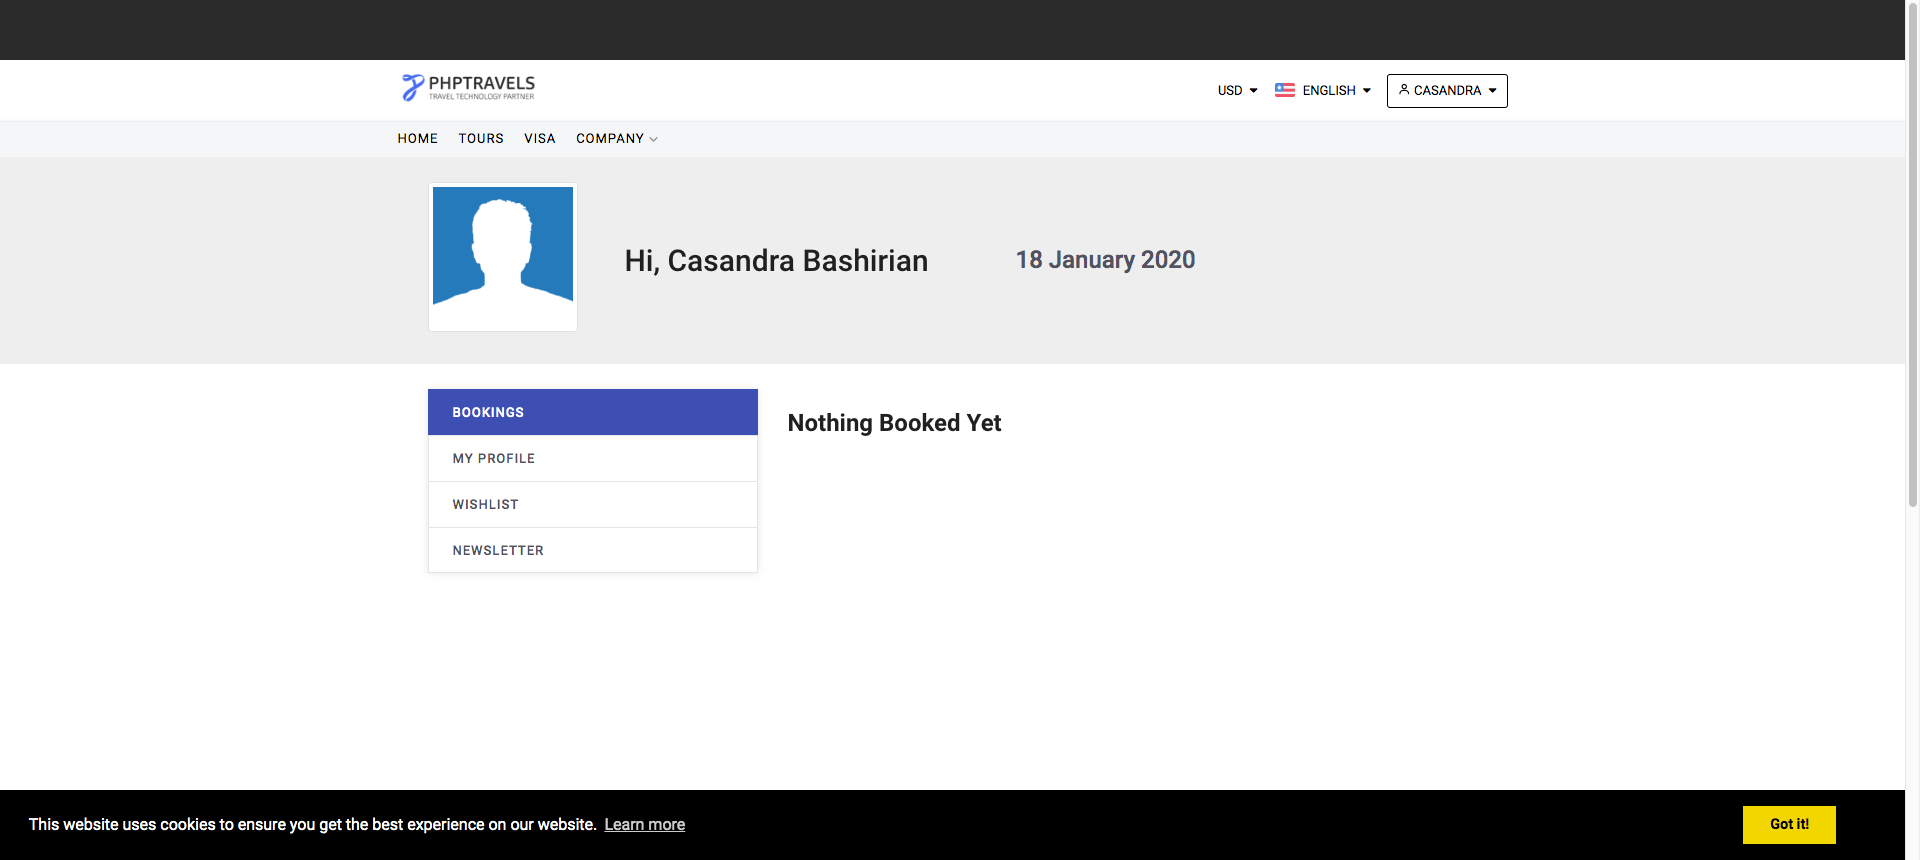 PHPTRAVELS
TRAVEL TECHNOLOGY PARTNER
USD
ENGLISH
CASANDRA
HOME TOURS VISA COMPANY
Hi, Casandra Bashirian
18 January 2020
BOOKINGS
Nothing Booked Yet
MY PROFILE
WISHLIST
NEWSLETTER
This website uses cookies to ensure you get the best experience on our website. Learn more
Got it!